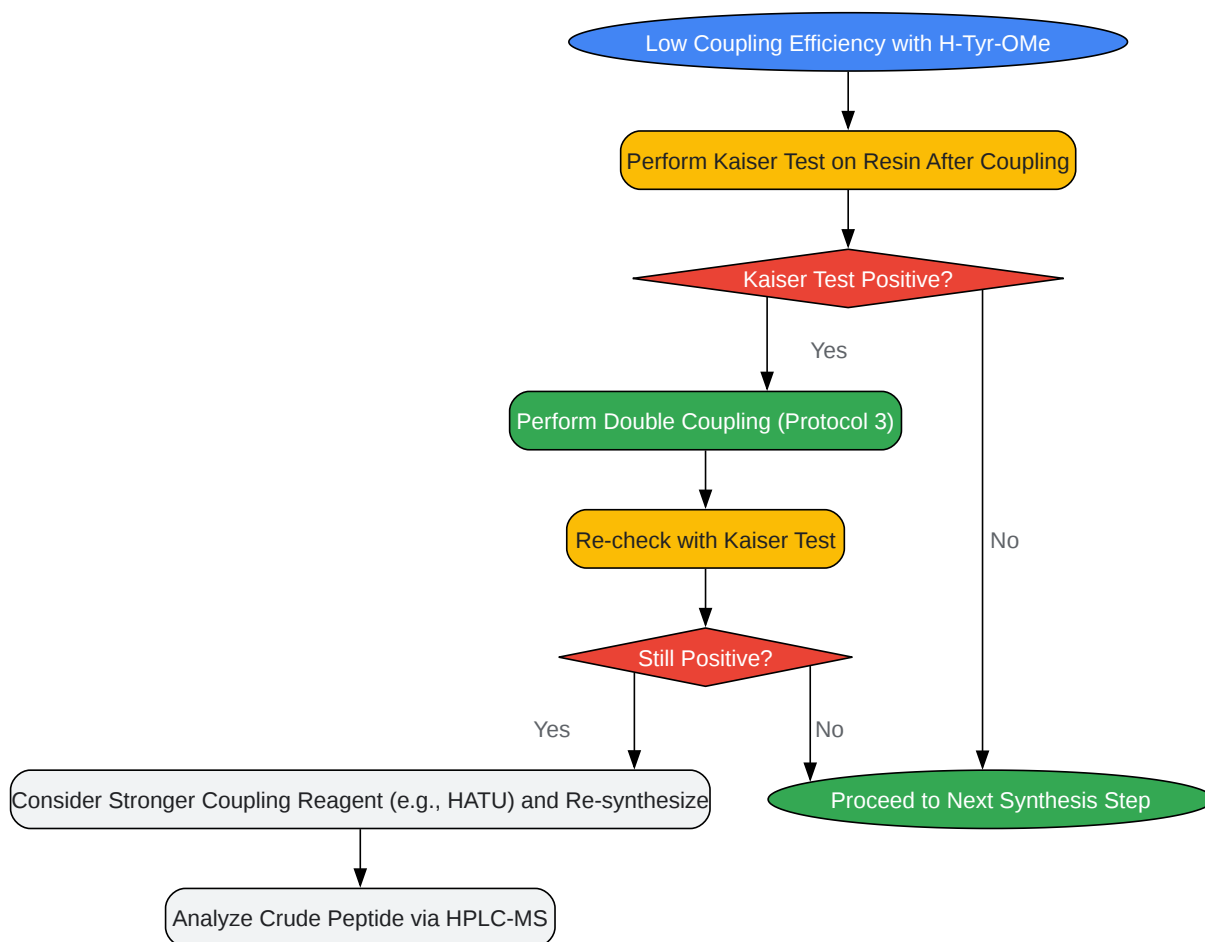 Low Coupling Efficiency with H-Tyr-OMe
Perform Kaiser Test on Resin After Coupling
Kaiser Test Positive?
Yes
Perform Double Coupling (Protocol 3)
Re-check with Kaiser Test
No
Still Positive?
Yes
No
Consider Stronger Coupling Reagent (e.g., HATU) and Re-synthesize
Proceed to Next Synthesis Step
Analyze Crude Peptide via HPLC-MS